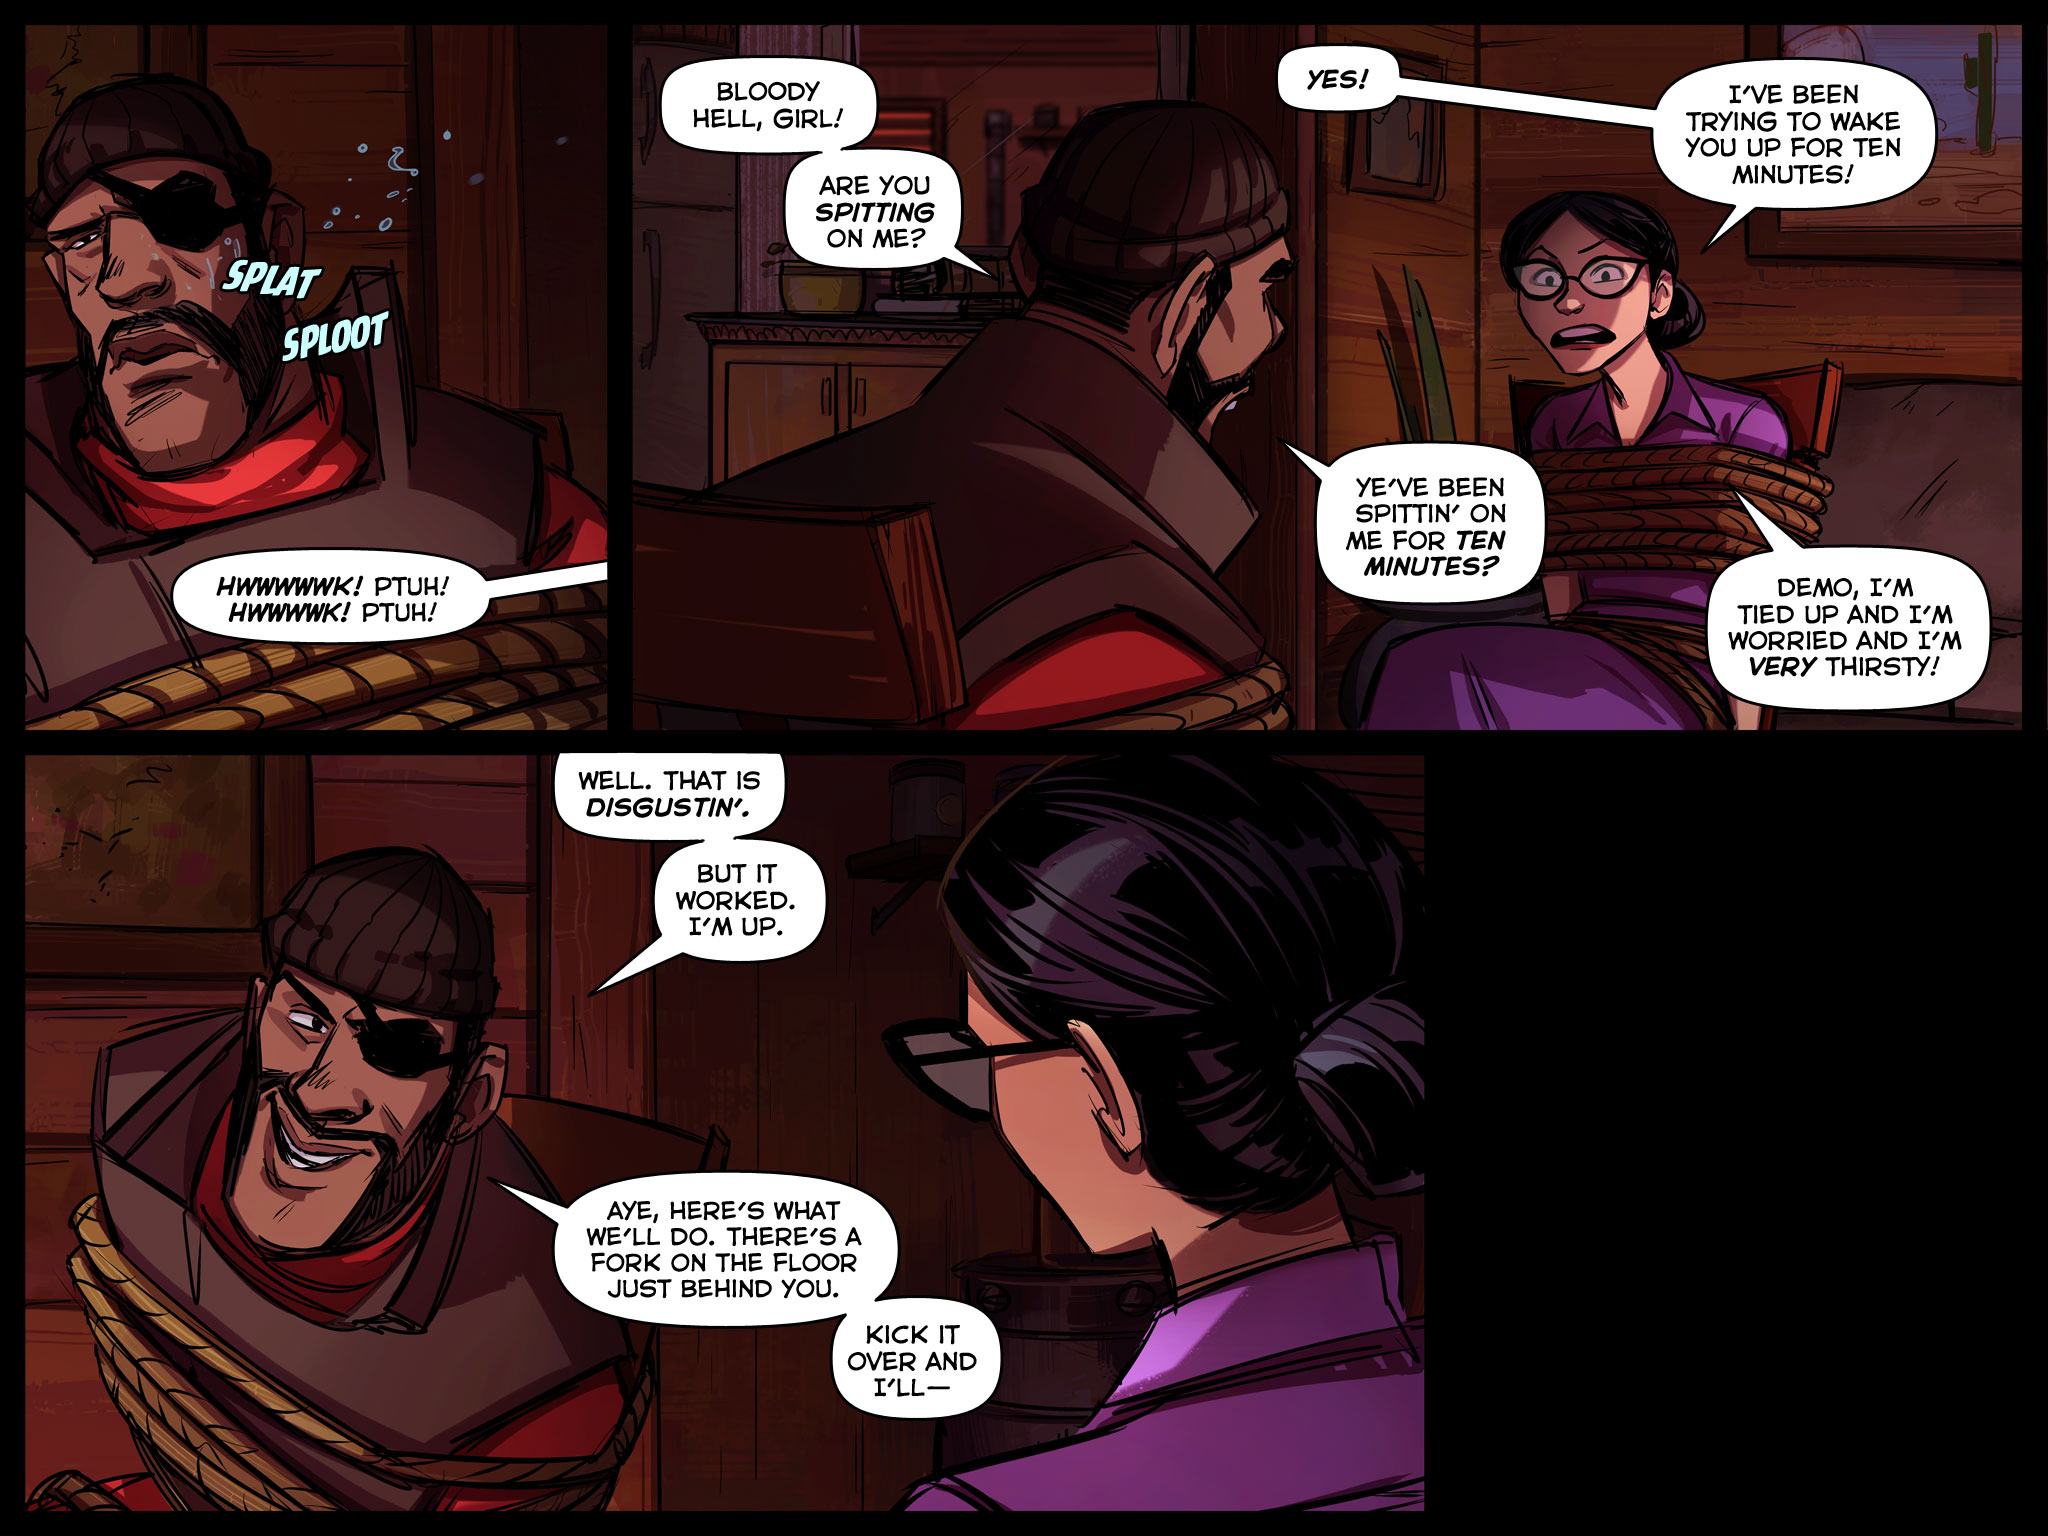 SPLAT
SPLOOT
HWWWWWK! PTUH!
HWWWWK! PTUH!
BLOODY
HELL, GIRL!
ARE YOU
SPITTING
ON ME?
YES!
I'VE BEEN
TRYING TO WAKE
YOU UP FOR TEN
MINUTES!
YE'VE BEEN
SPITTIN' ON
ME FOR TEN
MINUTES?
DEMO, I'M
TIED UP AND I'M
WORRIED AND I'M
VERY THIRSTY!
WELL. THAT IS
DISGUSTIN'.
BUT IT
WORKED.
I'M UP.
AYE, HERE'S WHAT
WE'LL DO. THERE'S A
FORK ON THE FLOOR
JUST BEHIND YOU.
KICK IT
OVER AND
I'LL—